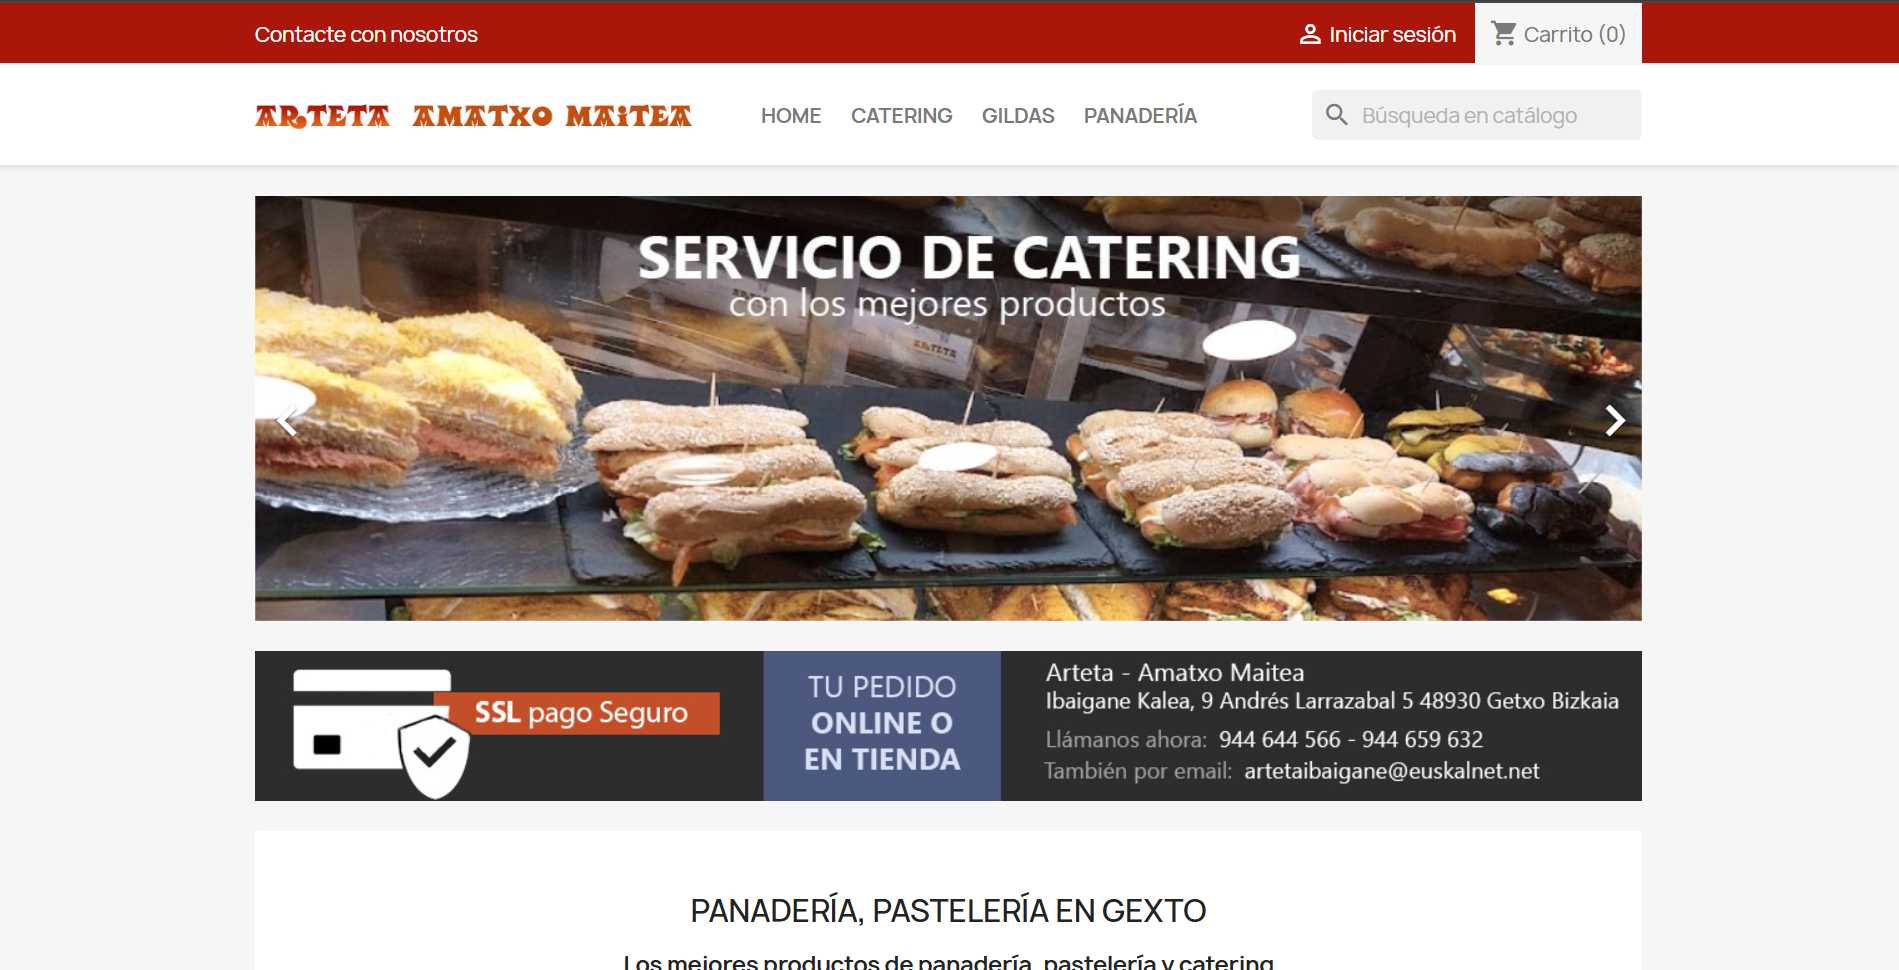 Contacte con nosotros
Iniciar sesión
Carrito (0)
ARTETA AMATXO MAiTEA
HOME
CATERING
GILDAS
PANADERÍA
Búsqueda en catálogo
SERVICIO DE CATERING
con los mejores productos
ARTETA
SSL pago Seguro
TU PEDIDO
ONLINE O
EN TIENDA
Arteta - Amatxo Maitea
Ibaigane Kalea, 9 Andrés Larrazabal 5 48930 Getxo Bizkaia
Llámanos ahora: 944 644 566 - 944 659 632
También por email: artetaibaigane@euskalnet.net
PANADERÍA, PASTELERÍA EN GEXTO
Los mejores productos de panadería, pastelería y catering